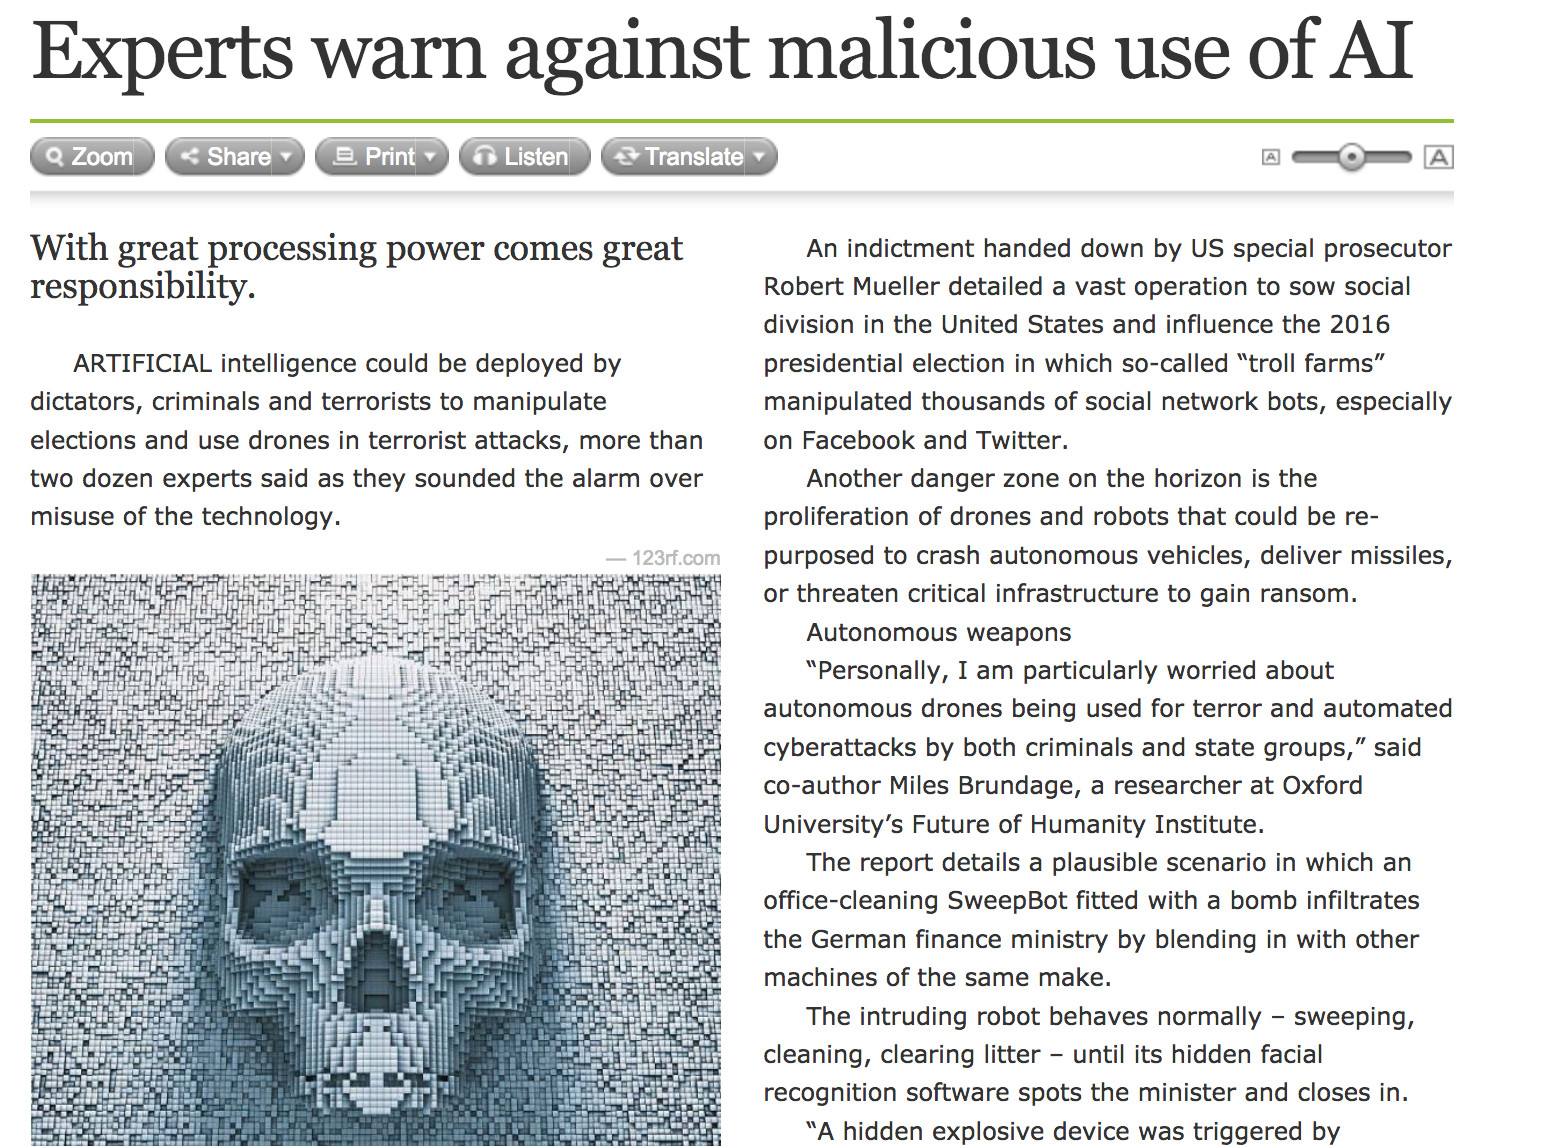 Experts warn against malicious use of AI
Zoom Share Print Listen Translate A A
With great processing power comes great
responsibility.
ARTIFICIAL intelligence could be deployed by
dictators, criminals and terrorists to manipulate
elections and use drones in terrorist attacks, more than
two dozen experts said as they sounded the alarm over
misuse of the technology.
— 123rf.com
An indictment handed down by US special prosecutor
Robert Mueller detailed a vast operation to sow social
division in the United States and influence the 2016
presidential election in which so-called “troll farms”
manipulated thousands of social network bots, especially
on Facebook and Twitter.
Another danger zone on the horizon is the
proliferation of drones and robots that could be re-
purposed to crash autonomous vehicles, deliver missiles,
or threaten critical infrastructure to gain ransom.
Autonomous weapons
“Personally, I am particularly worried about
autonomous drones being used for terror and automated
cyberattacks by both criminals and state groups,” said
co-author Miles Brundage, a researcher at Oxford
University’s Future of Humanity Institute.
The report details a plausible scenario in which an
office-cleaning SweepBot fitted with a bomb infiltrates
the German finance ministry by blending in with other
machines of the same make.
The intruding robot behaves normally – sweeping,
cleaning, clearing litter – until its hidden facial
recognition software spots the minister and closes in.
“A hidden explosive device was triggered by